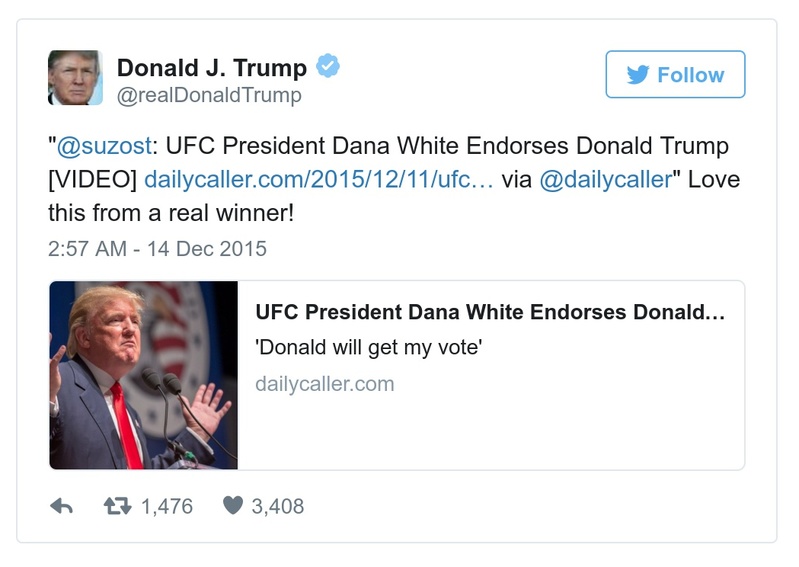 Donald J. Trump
@realDonaldTrump
Follow
"@suzost: UFC President Dana White Endorses Donald Trump
[VIDEO] dailycaller.com/2015/12/11/ufc… via @dailycaller" Love
this from a real winner!
2:57 AM - 14 Dec 2015
UFC President Dana White Endorses Donald…
'Donald will get my vote'
dailycaller.com
1,476 3,408